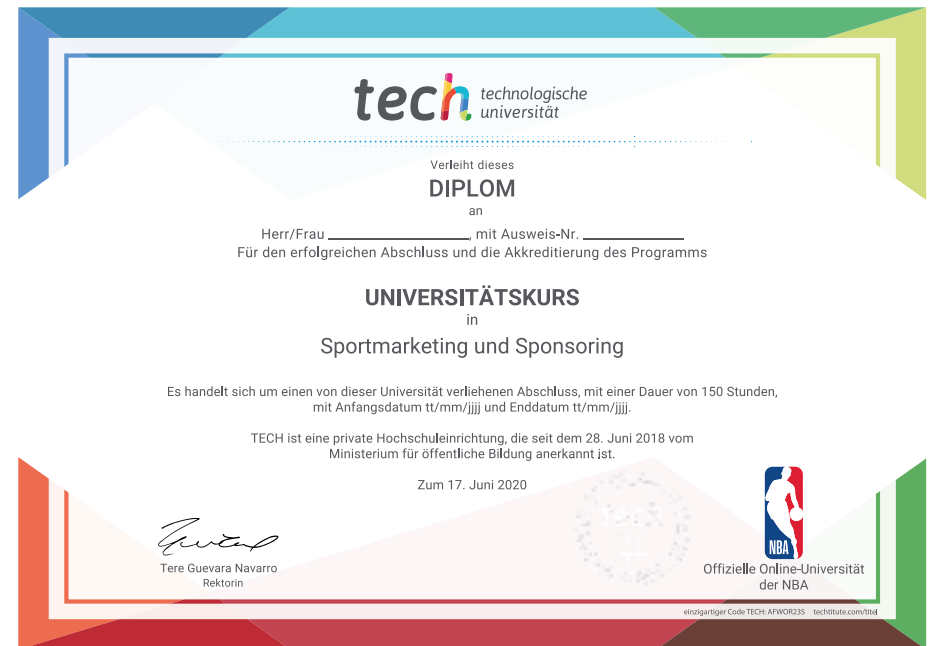 tech technologische
universität
Verleiht dieses
DIPLOM
an
Herr/Frau ____________________, mit Ausweis-Nr. ______________
Für den erfolgreichen Abschluss und die Akkreditierung des Programms
UNIVERSITÄTSKURS
in
Sportmarketing und Sponsoring
Es handelt sich um einen von dieser Universität verliehenen Abschluss, mit einer Dauer von 150 Stunden,
mit Anfangsdatum tt/mm/jjjj und Enddatum tt/mm/jjjj.
TECH ist eine private Hochschuleinrichtung, die seit dem 28. Juni 2018 vom
Ministerium für öffentliche Bildung anerkannt ist.
Zum 17. Juni 2020
Tere Guevara Navarro
Rektorin
NBA
Offizielle Online-Universität
der NBA
einzigartiger Code TECH: AFWOR23S techtitute.com/titel